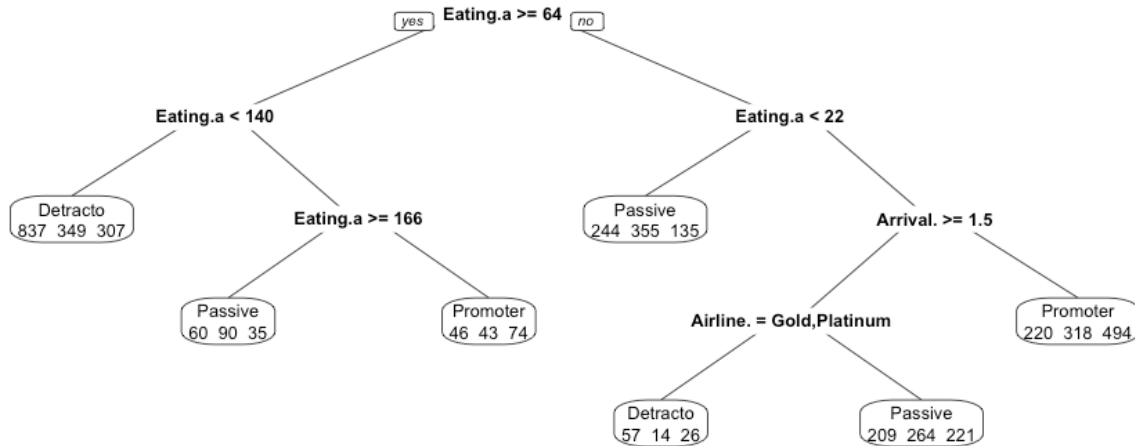 Eating.a >= 64
yes
no
Eating.a < 140
Eating.a < 22
Detracto
837 349 307
Eating.a >= 166
Passive
244 355 135
Arrival. >= 1.5
Passive
60 90 35
Promoter
46 43 74
Airline. = Gold,Platinum
Promoter
220 318 494
Detracto
57 14 26
Passive
209 264 221